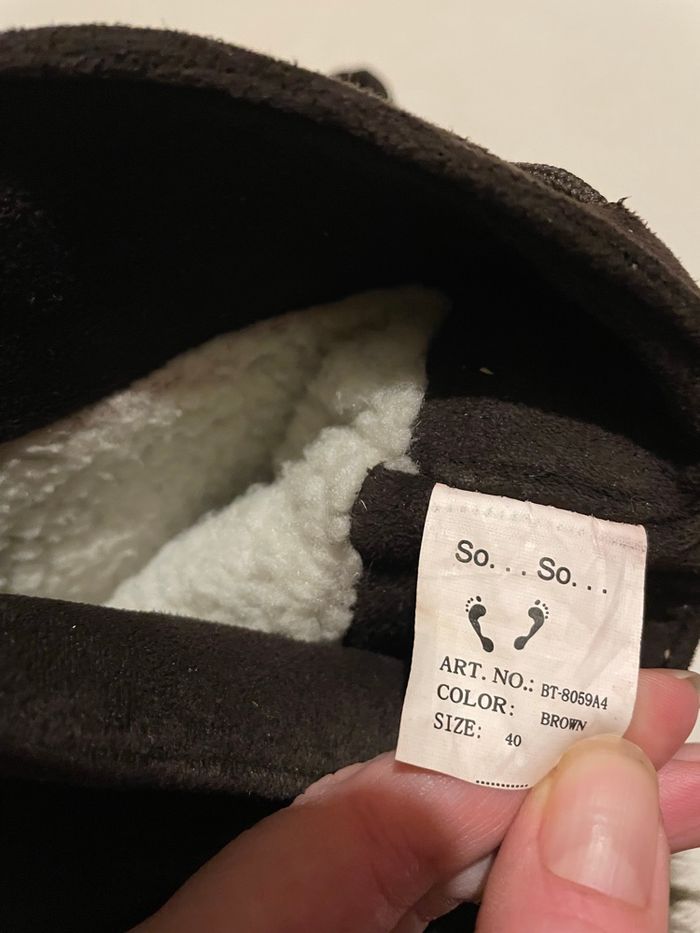 So... So...
ART. NO.: BT-8059A4
COLOR: BROWN
SIZE: 40